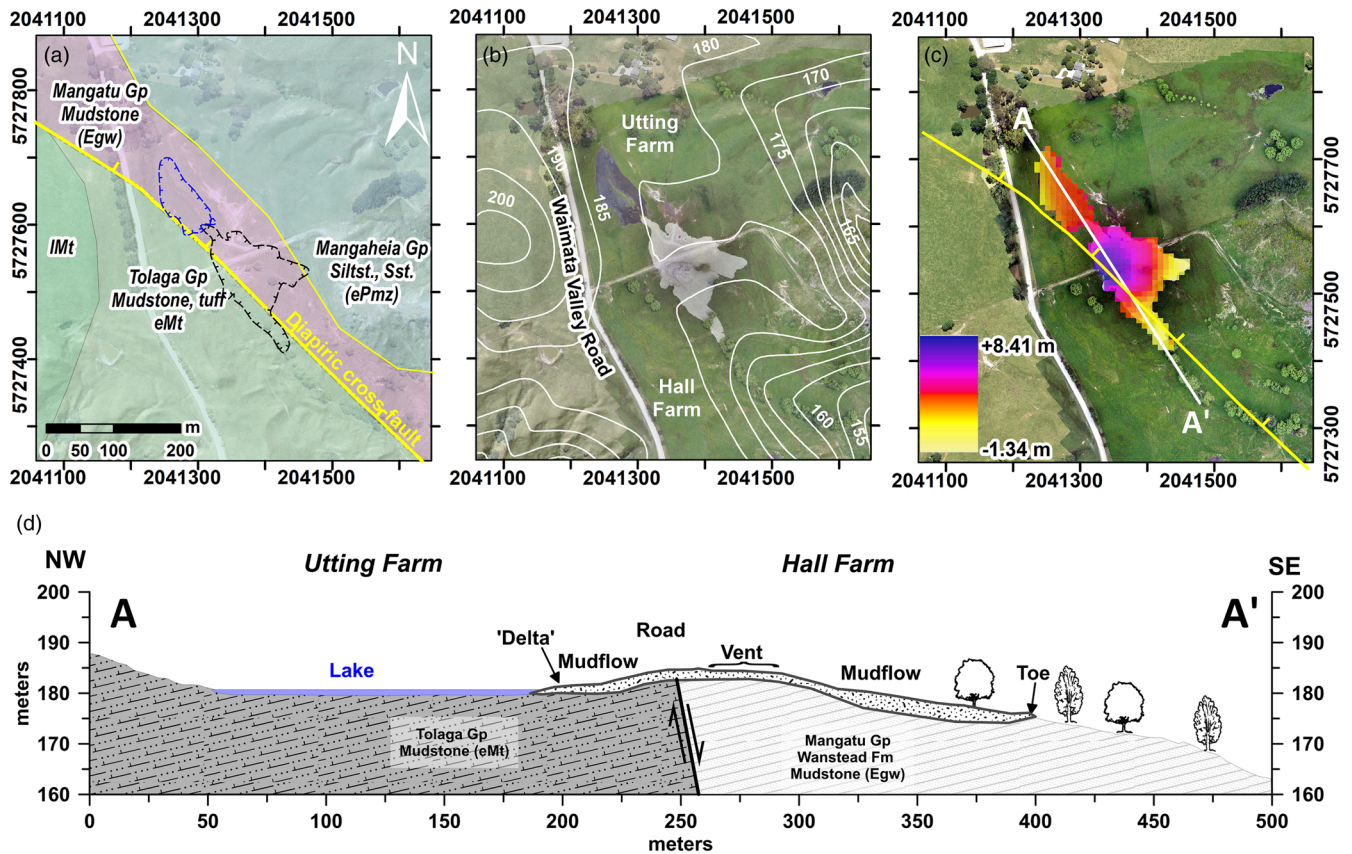 2041100 2041300 2041500
(a)
N
Mangatu Gp
Mudstone
(Egw)
lMt
Tolaga Gp
Mudstone, tuff
eMt
Mangaheia Gp
Siltst., Sst.
(ePmz)
Diapiric cross-fault
5727800
5727600
5727400
m
0 50 100 200
2041100 2041300 2041500
2041100 2041300 2041500
(b)
180
170
175
165
190
185
200
160
155
Utting
Farm
Waimata Valley Road
Hall
Farm
2041100 2041300 2041500
2041100 2041300 2041500
(c)
A
A'
+8.41 m
-1.34 m
5727700
5727500
5727300
2041100 2041300 2041500
(d)
NW Utting Farm Hall Farm SE
200 200
A A'
190 190
180 180
170 170
160 160
meters
meters
'Delta'
Road
Mudflow
Vent
Lake
Mudflow
Toe
Tolaga Gp
Mudstone (eMt)
Mangatu Gp
Wanstead Fm
Mudstone (Egw)
0 50 100 150 200 250 300 350 400 450 500
meters